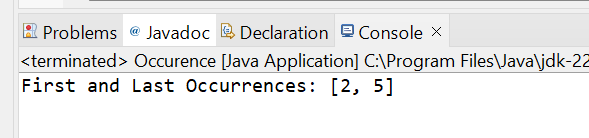 Problems @ Javadoc Declaration Console ×
<terminated> Occurence [Java Application] C:\Program Files\Java\jdk-22
First and Last Occurrences: [2, 5]